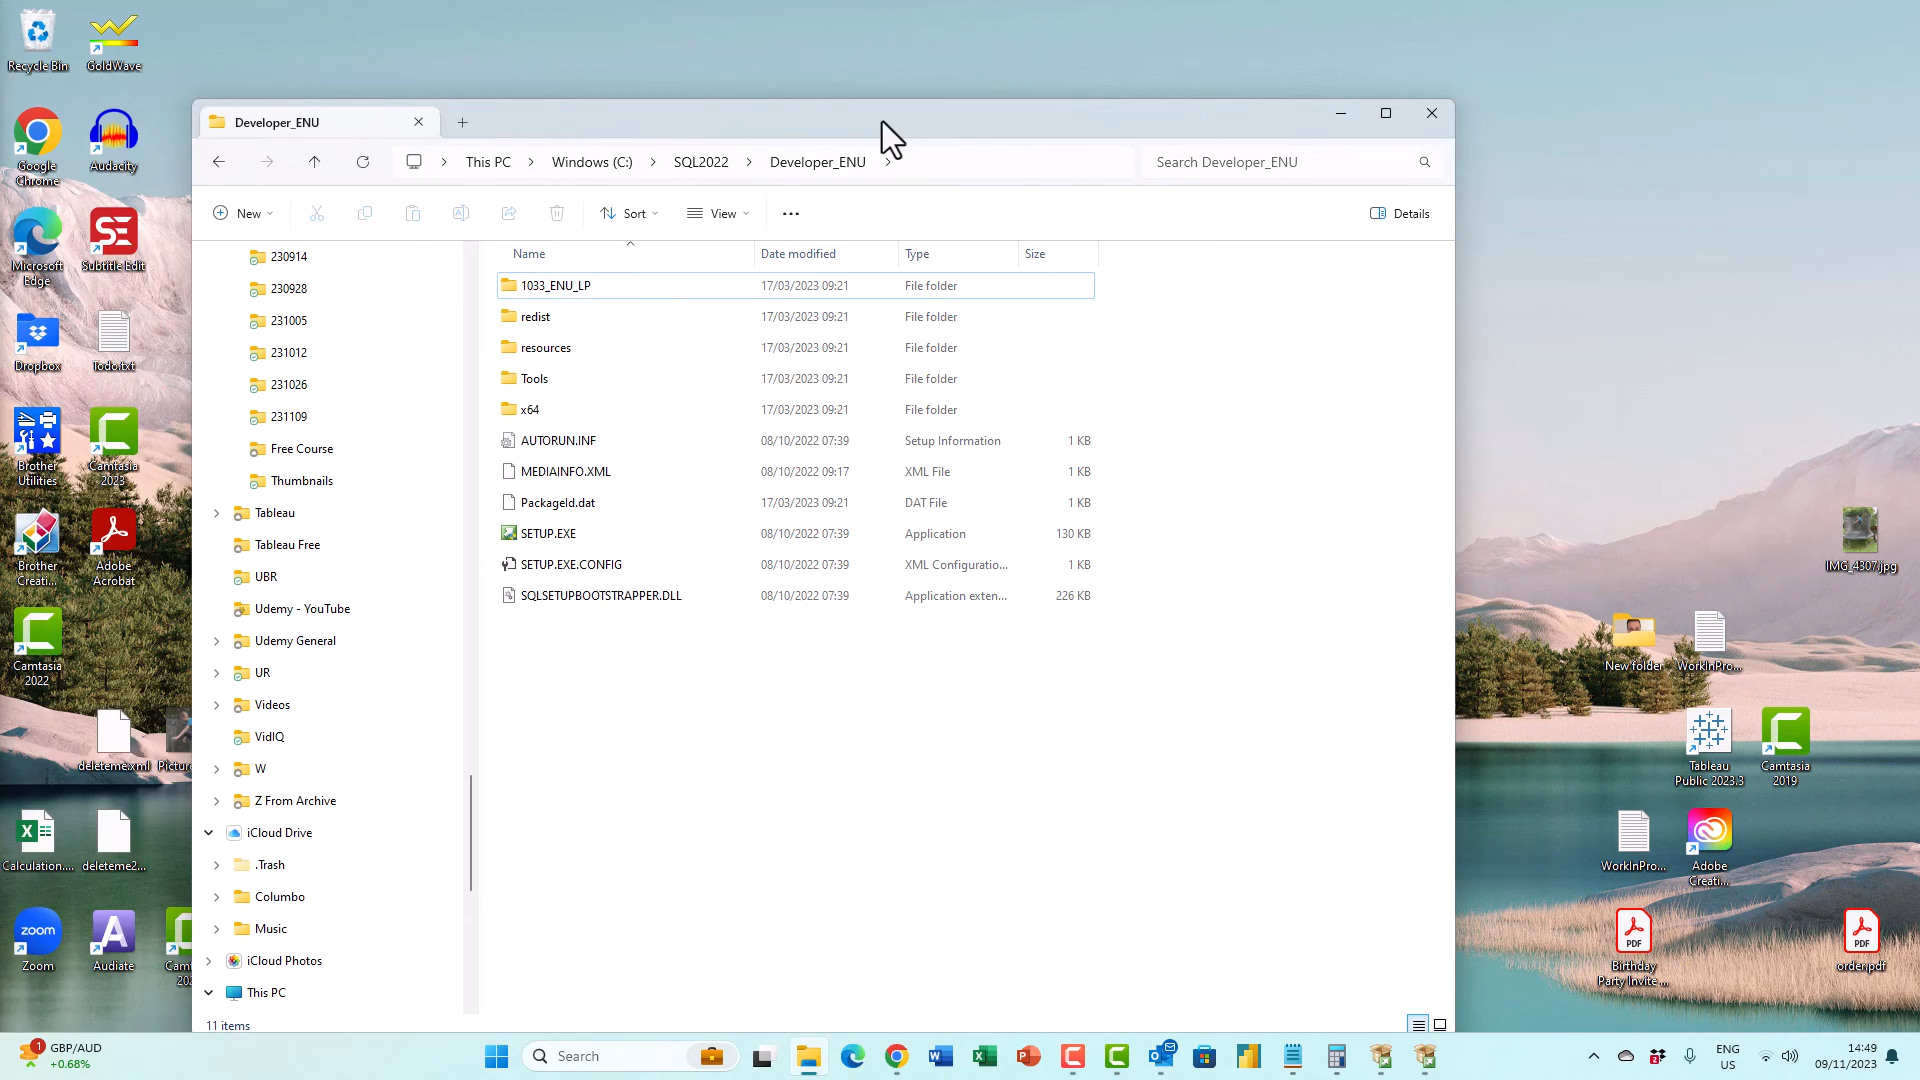 Recycle Bin
GoldWave
Google
Chrome
Audacity
Microsoft
Edge
Subtitle Edit
Dropbox
Todo.txt
Brother
Utilities
Camtasia
2023
Brother
Creati...
Adobe
Acrobat
Camtasia
2022
deleteme.xml
Calculation....
deleteme2...
zoom
Zoom
Audiate
Developer_ENU
This PC
Windows (C:)
SQL2022
Developer_ENU
Search Developer_ENU
New
Sort
View
Details
230914
230928
231005
231012
231026
231109
Free Course
Thumbnails
Tableau
Tableau Free
UBR
Udemy - YouTube
Udemy General
UR
Videos
VidIQ
W
Z From Archive
iCloud Drive
.Trash
Columbo
Music
iCloud Photos
This PC
11 items
Name Date modified Type Size
1033_ENU_LP 17/03/2023 09:21 File folder
redist 17/03/2023 09:21 File folder
resources 17/03/2023 09:21 File folder
Tools 17/03/2023 09:21 File folder
x64 17/03/2023 09:21 File folder
AUTORUN.INF 08/10/2022 07:39 Setup Information 1 KB
MEDIAINFO.XML 08/10/2022 09:17 XML File 1 KB
PackageId.dat 17/03/2023 09:21 DAT File 1 KB
SETUP.EXE 08/10/2022 07:39 Application 130 KB
SETUP.EXE.CONFIG 08/10/2022 07:39 XML Configuratio... 1 KB
SQLSETUPBOOTSTRAPPER.DLL 08/10/2022 07:39 Application exten... 226 KB
IMG_4307.jpg
New folder
WorkInPro...
Tableau
Public 2023.3
Camtasia
2019
WorkInPro...
Adobe
Creati...
PDF
Birthday
Party Invite ...
PDF
order.pdf
1
GBP/AUD
+0.68%
Search
ENG
US
14:49
09/11/2023